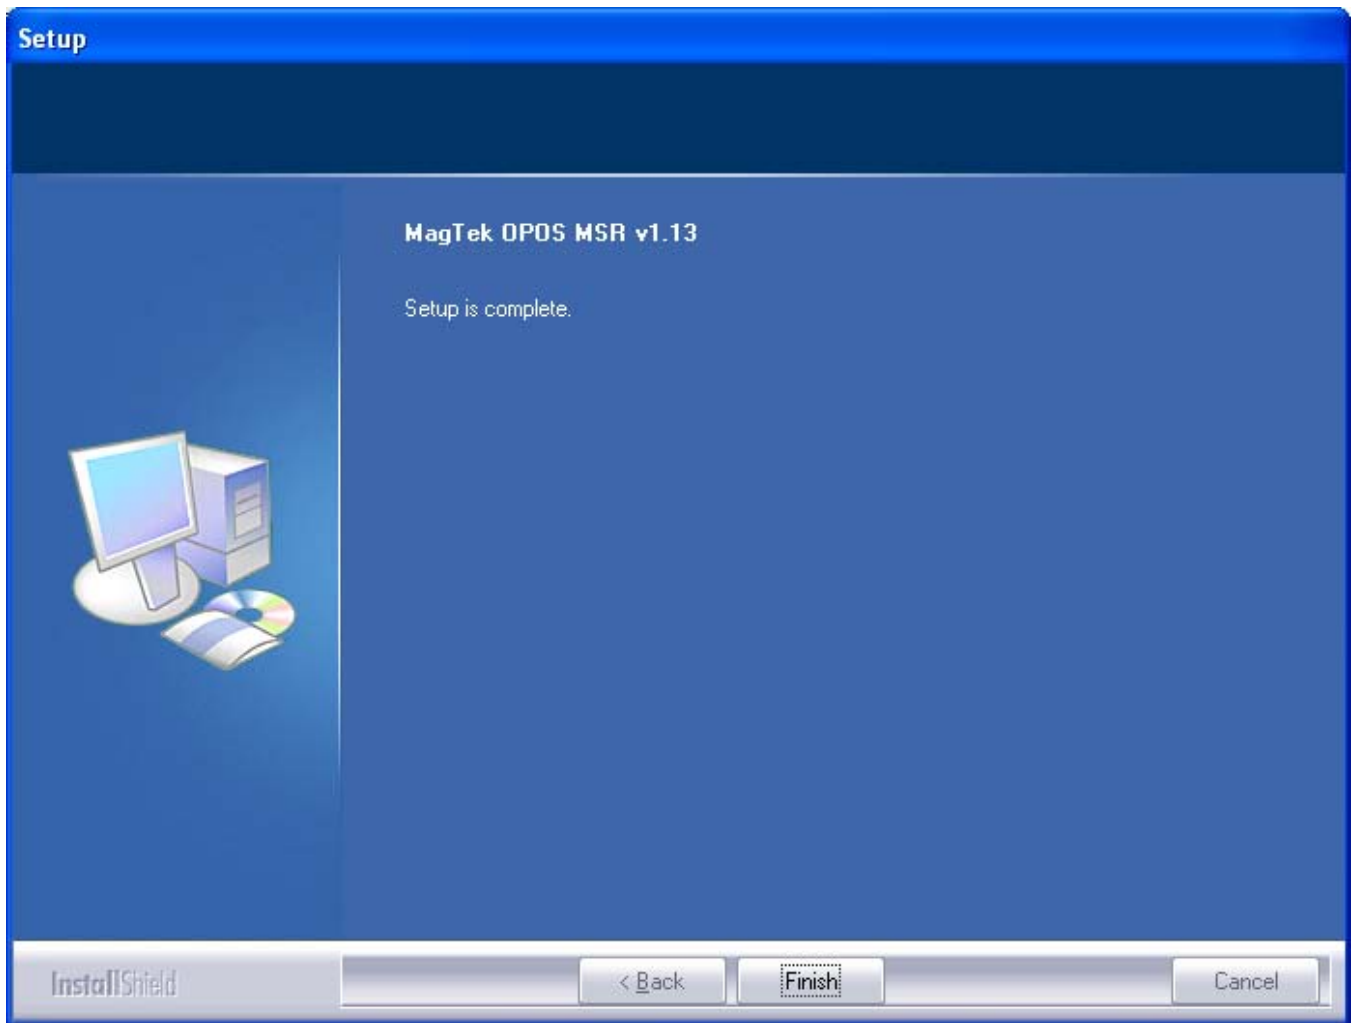 Setup
MagTek OPOS MSR v1.13
Setup is complete.
InstallShield
< Back
Finish
Cancel